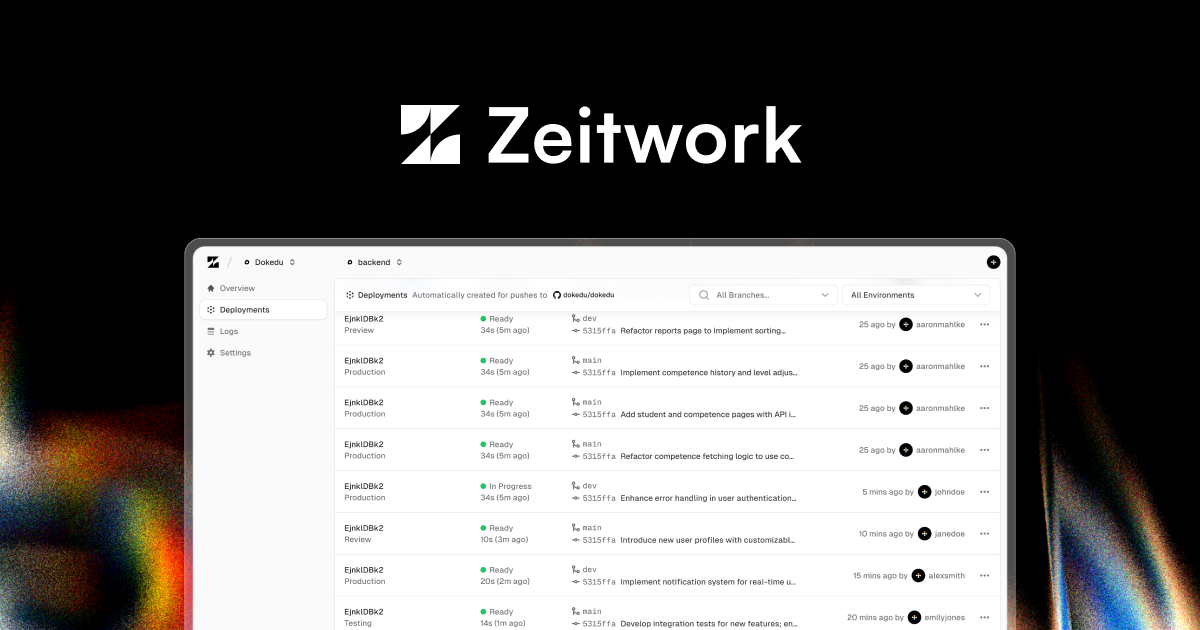 Zeitwork
/ Dokedu backend
Overview
Deployments
Logs
Settings
Deployments Automatically created for pushes to dokedu/dokedu All Branches... All Environments
EjnklDBk2 Ready dev
Preview 34s (5m ago) 5315ffa Refactor reports page to implement sorting... 25 ago by aaronmahlke
EjnklDBk2 Ready main
Production 34s (5m ago) 5315ffa Implement competence history and level adjus... 25 ago by aaronmahlke
EjnklDBk2 Ready main
Production 34s (5m ago) 5315ffa Add student and competence pages with API i... 25 ago by aaronmahlke
EjnklDBk2 Ready main
Production 34s (5m ago) 5315ffa Refactor competence fetching logic to use co... 25 ago by aaronmahlke
EjnklDBk2 In Progress dev
Production 34s (5m ago) 5315ffa Enhance error handling in user authentication... 5 mins ago by johndoe
EjnklDBk2 Ready main
Review 10s (3m ago) 5315ffa Introduce new user profiles with customizabl... 10 mins ago by janedoe
EjnklDBk2 Ready dev
Production 20s (2m ago) 5315ffa Implement notification system for real-time u... 15 mins ago by alexsmith
EjnklDBk2 Ready main
Testing 14s (1m ago) 5315ffa Develop integration tests for new features; en... 20 mins ago by emilyjones